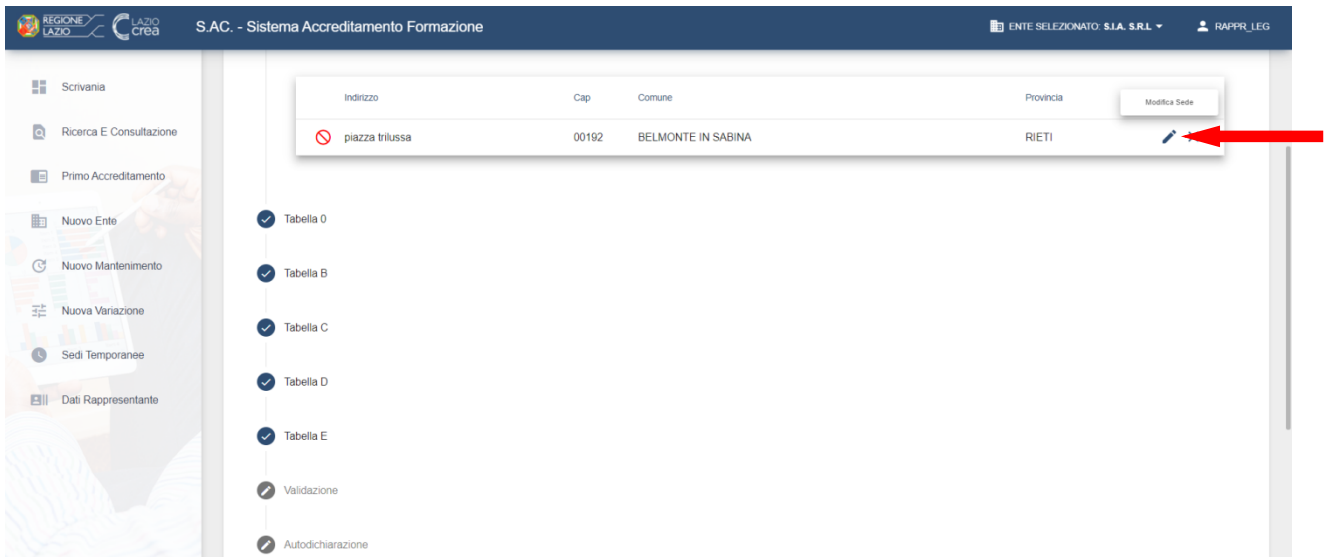 REGIONE LAZIO
LAZIO crea
S.AC. - Sistema Accreditamento Formazione
ENTE SELEZIONATO: S.I.A. S.R.L
RAPPR_LEG
Scrivania
Ricerca E Consultazione
Primo Accreditamento
Nuovo Ente
Nuovo Mantenimento
Nuova Variazione
Sedi Temporanee
Dati Rappresentante
Indirizzo Cap Comune Provincia
Modifica Sede
piazza trilussa 00192 BELMONTE IN SABINA RIETI
Tabella 0
Tabella B
Tabella C
Tabella D
Tabella E
Validazione
Autodichiarazione